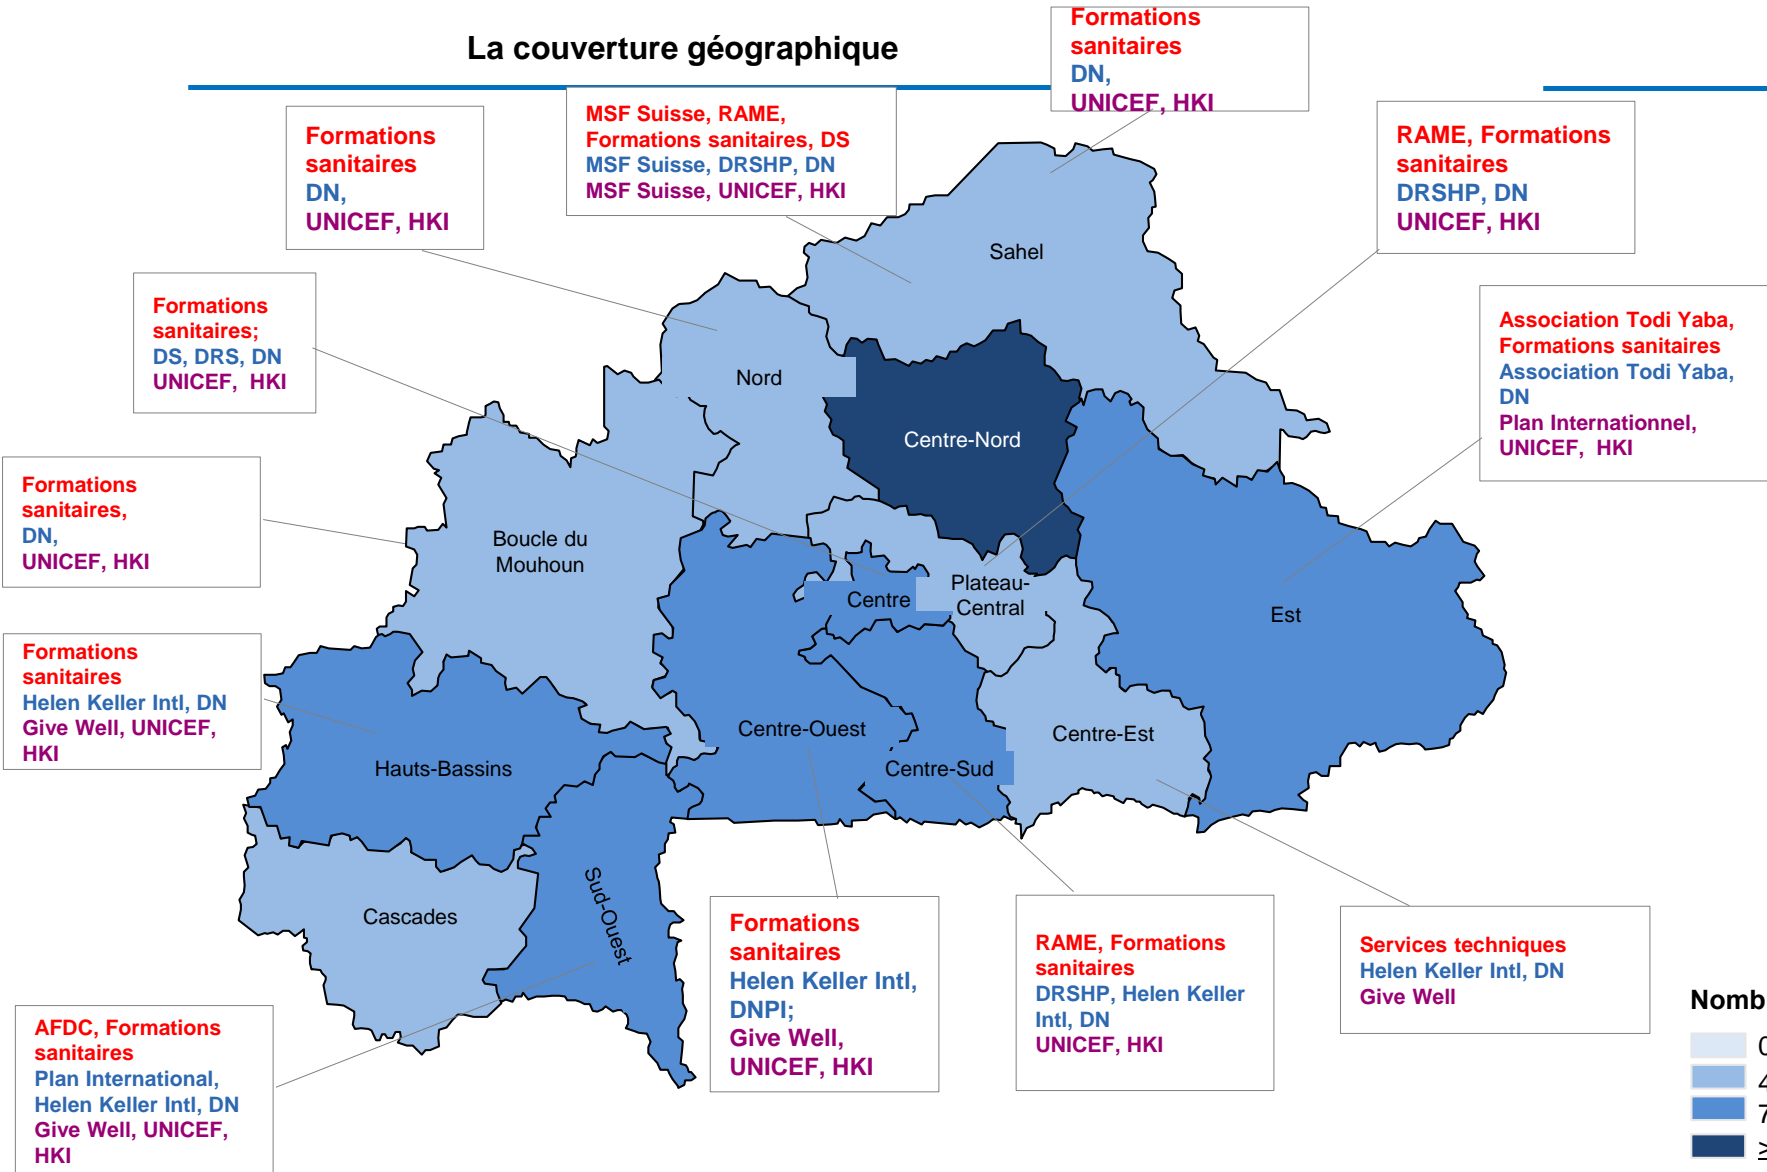 La couverture géographique
Formations
sanitaires
DN,
UNICEF, HKI
MSF Suisse, RAME,
Formations sanitaires, DS
MSF Suisse, DRSHP, DN
MSF Suisse, UNICEF, HKI
Formations
sanitaires
DN,
UNICEF, HKI
RAME, Formations
sanitaires
DRSHP, DN
UNICEF, HKI
Formations
sanitaires;
DS, DRS, DN
UNICEF, HKI
Association Todi Yaba,
Formations sanitaires
Association Todi Yaba,
DN
Plan Internationnel,
UNICEF, HKI
Formations
sanitaires,
DN,
UNICEF, HKI
Formations
sanitaires
Helen Keller Intl, DN
Give Well, UNICEF,
HKI
Sahel
Nord
Centre-Nord
Boucle du
Mouhoun
Centre
Plateau-
Central
Est
Centre-Ouest
Centre-Est
Hauts-Bassins
Centre-Sud
Cascades
Sud-Ouest
AFDC, Formations
sanitaires
Plan International,
Helen Keller Intl, DN
Give Well, UNICEF,
HKI
Formations
sanitaires
Helen Keller Intl,
DNPI;
Give Well,
UNICEF, HKI
RAME, Formations
sanitaires
DRSHP, Helen Keller
Intl, DN
UNICEF, HKI
Services techniques
Helen Keller Intl, DN
Give Well
Nomb
0
4
7
≥